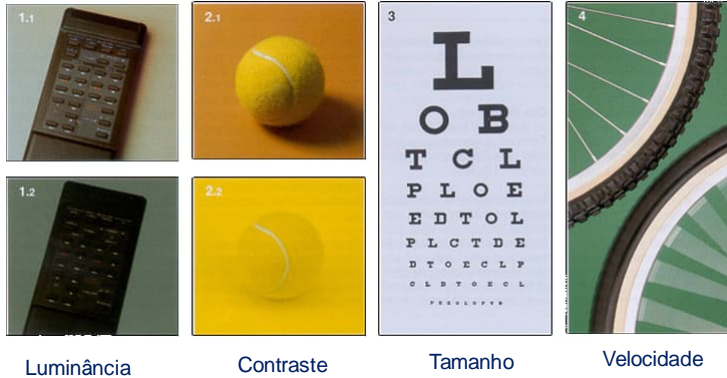 1.1
2.1
3
4
L
O B
T C L
P L O E
E D T O L
P L C T D E
D T O E C L P
C L D T O E C L
1.2
2.2
Luminância
Contraste
Tamanho
Velocidade